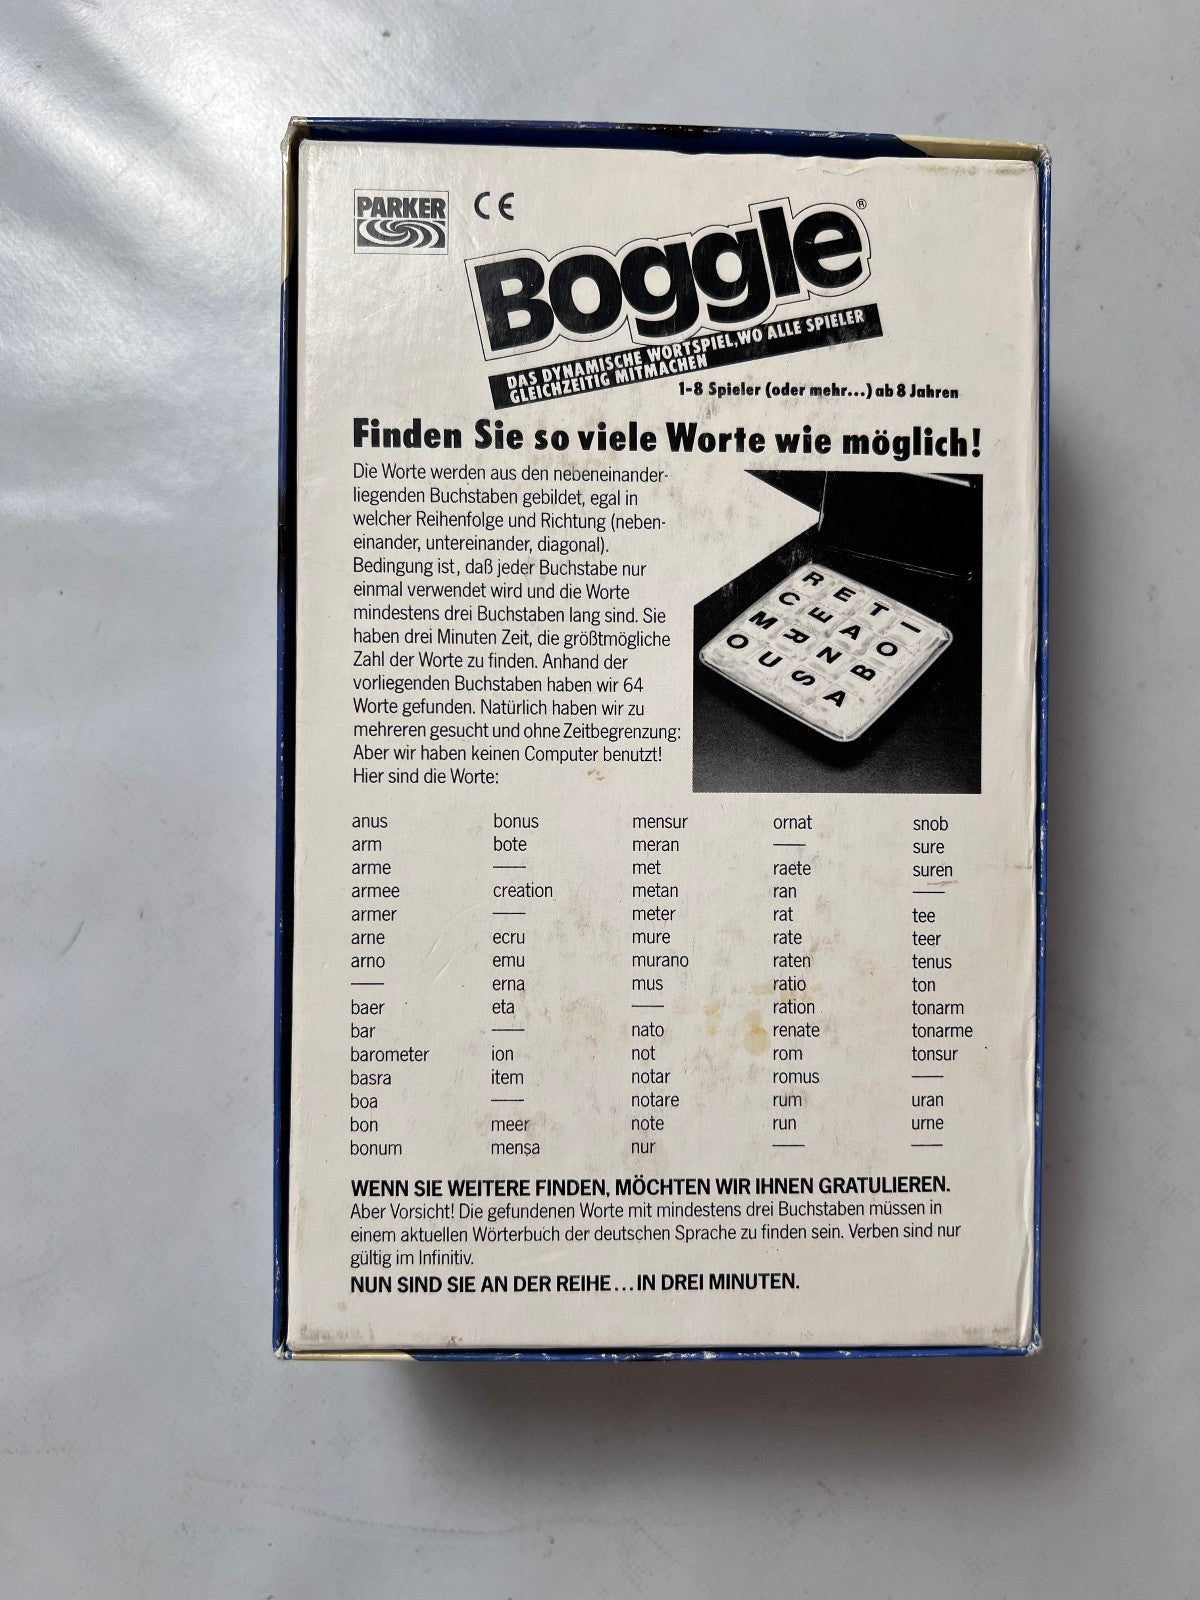 PARKER
CE
Boggle®
DAS DYNAMISCHE WORTSPIEL, WO ALLE SPIELER
GLEICHZEITIG MITMACHEN
1-8 Spieler (oder mehr...) ab 8 Jahren
Finden Sie so viele Worte wie möglich!
Die Worte werden aus den nebeneinander-
liegenden Buchstaben gebildet, egal in
welcher Reihenfolge und Richtung (neben-
einander, untereinander, diagonal).
Bedingung ist, daß jeder Buchstabe nur
einmal verwendet wird und die Worte
mindestens drei Buchstaben lang sind. Sie
haben drei Minuten Zeit, die größtmögliche
Zahl der Worte zu finden. Anhand der
vorliegenden Buchstaben haben wir 64
Worte gefunden. Natürlich haben wir zu
mehreren gesucht und ohne Zeitbegrenzung:
Aber wir haben keinen Computer benutzt!
Hier sind die Worte:
R E T I
C E A O
M R N B
O U S A
anus
arm
arme
armee
armer
arne
arno
—
baer
bar
barometer
basra
boa
bon
bonum
bonus
bote
—
creation
—
ecru
emu
erna
eta
—
ion
item
—
meer
mensa
mensur
meran
met
metan
meter
mure
murano
mus
—
nato
not
notar
notare
note
nur
ornat
—
raete
ran
rat
rate
raten
ratio
ration
renate
rom
romus
rum
run
—
snob
sure
suren
—
tee
teer
tenus
ton
tonarm
tonarme
tonsur
—
uran
urne
—
WENN SIE WEITERE FINDEN, MÖCHTEN WIR IHNEN GRATULIEREN.
Aber Vorsicht! Die gefundenen Worte mit mindestens drei Buchstaben müssen in
einem aktuellen Wörterbuch der deutschen Sprache zu finden sein. Verben sind nur
gültig im Infinitiv.
NUN SIND SIE AN DER REIHE...IN DREI MINUTEN.